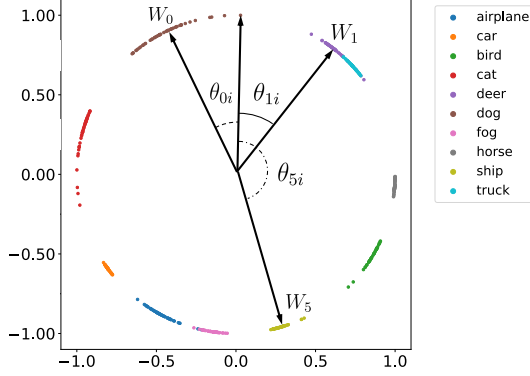 1.00
0.50
0.00
−0.50
−1.00
−1.0
−0.5
0.0
0.5
1.0
W0
W1
θ0i
θ1i
θ5i
W5
airplane
car
bird
cat
deer
dog
fog
horse
ship
truck